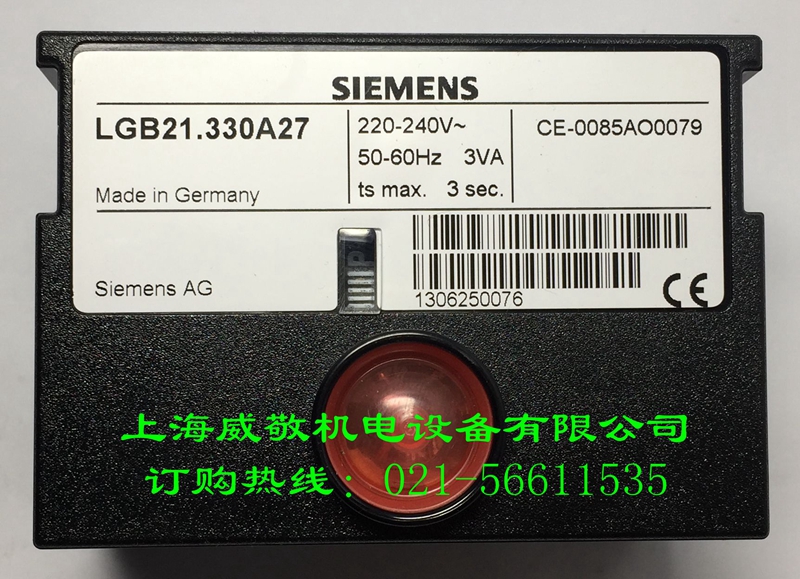 SIEMENS
LGB21.330A27
220-240V~
50-60Hz 3VA
ts max. 3 sec.
CE-0085AO0079
Made in Germany
Siemens AG
1306250076
CE
上海威敬机电设备有限公司
订购热线：021-56611535